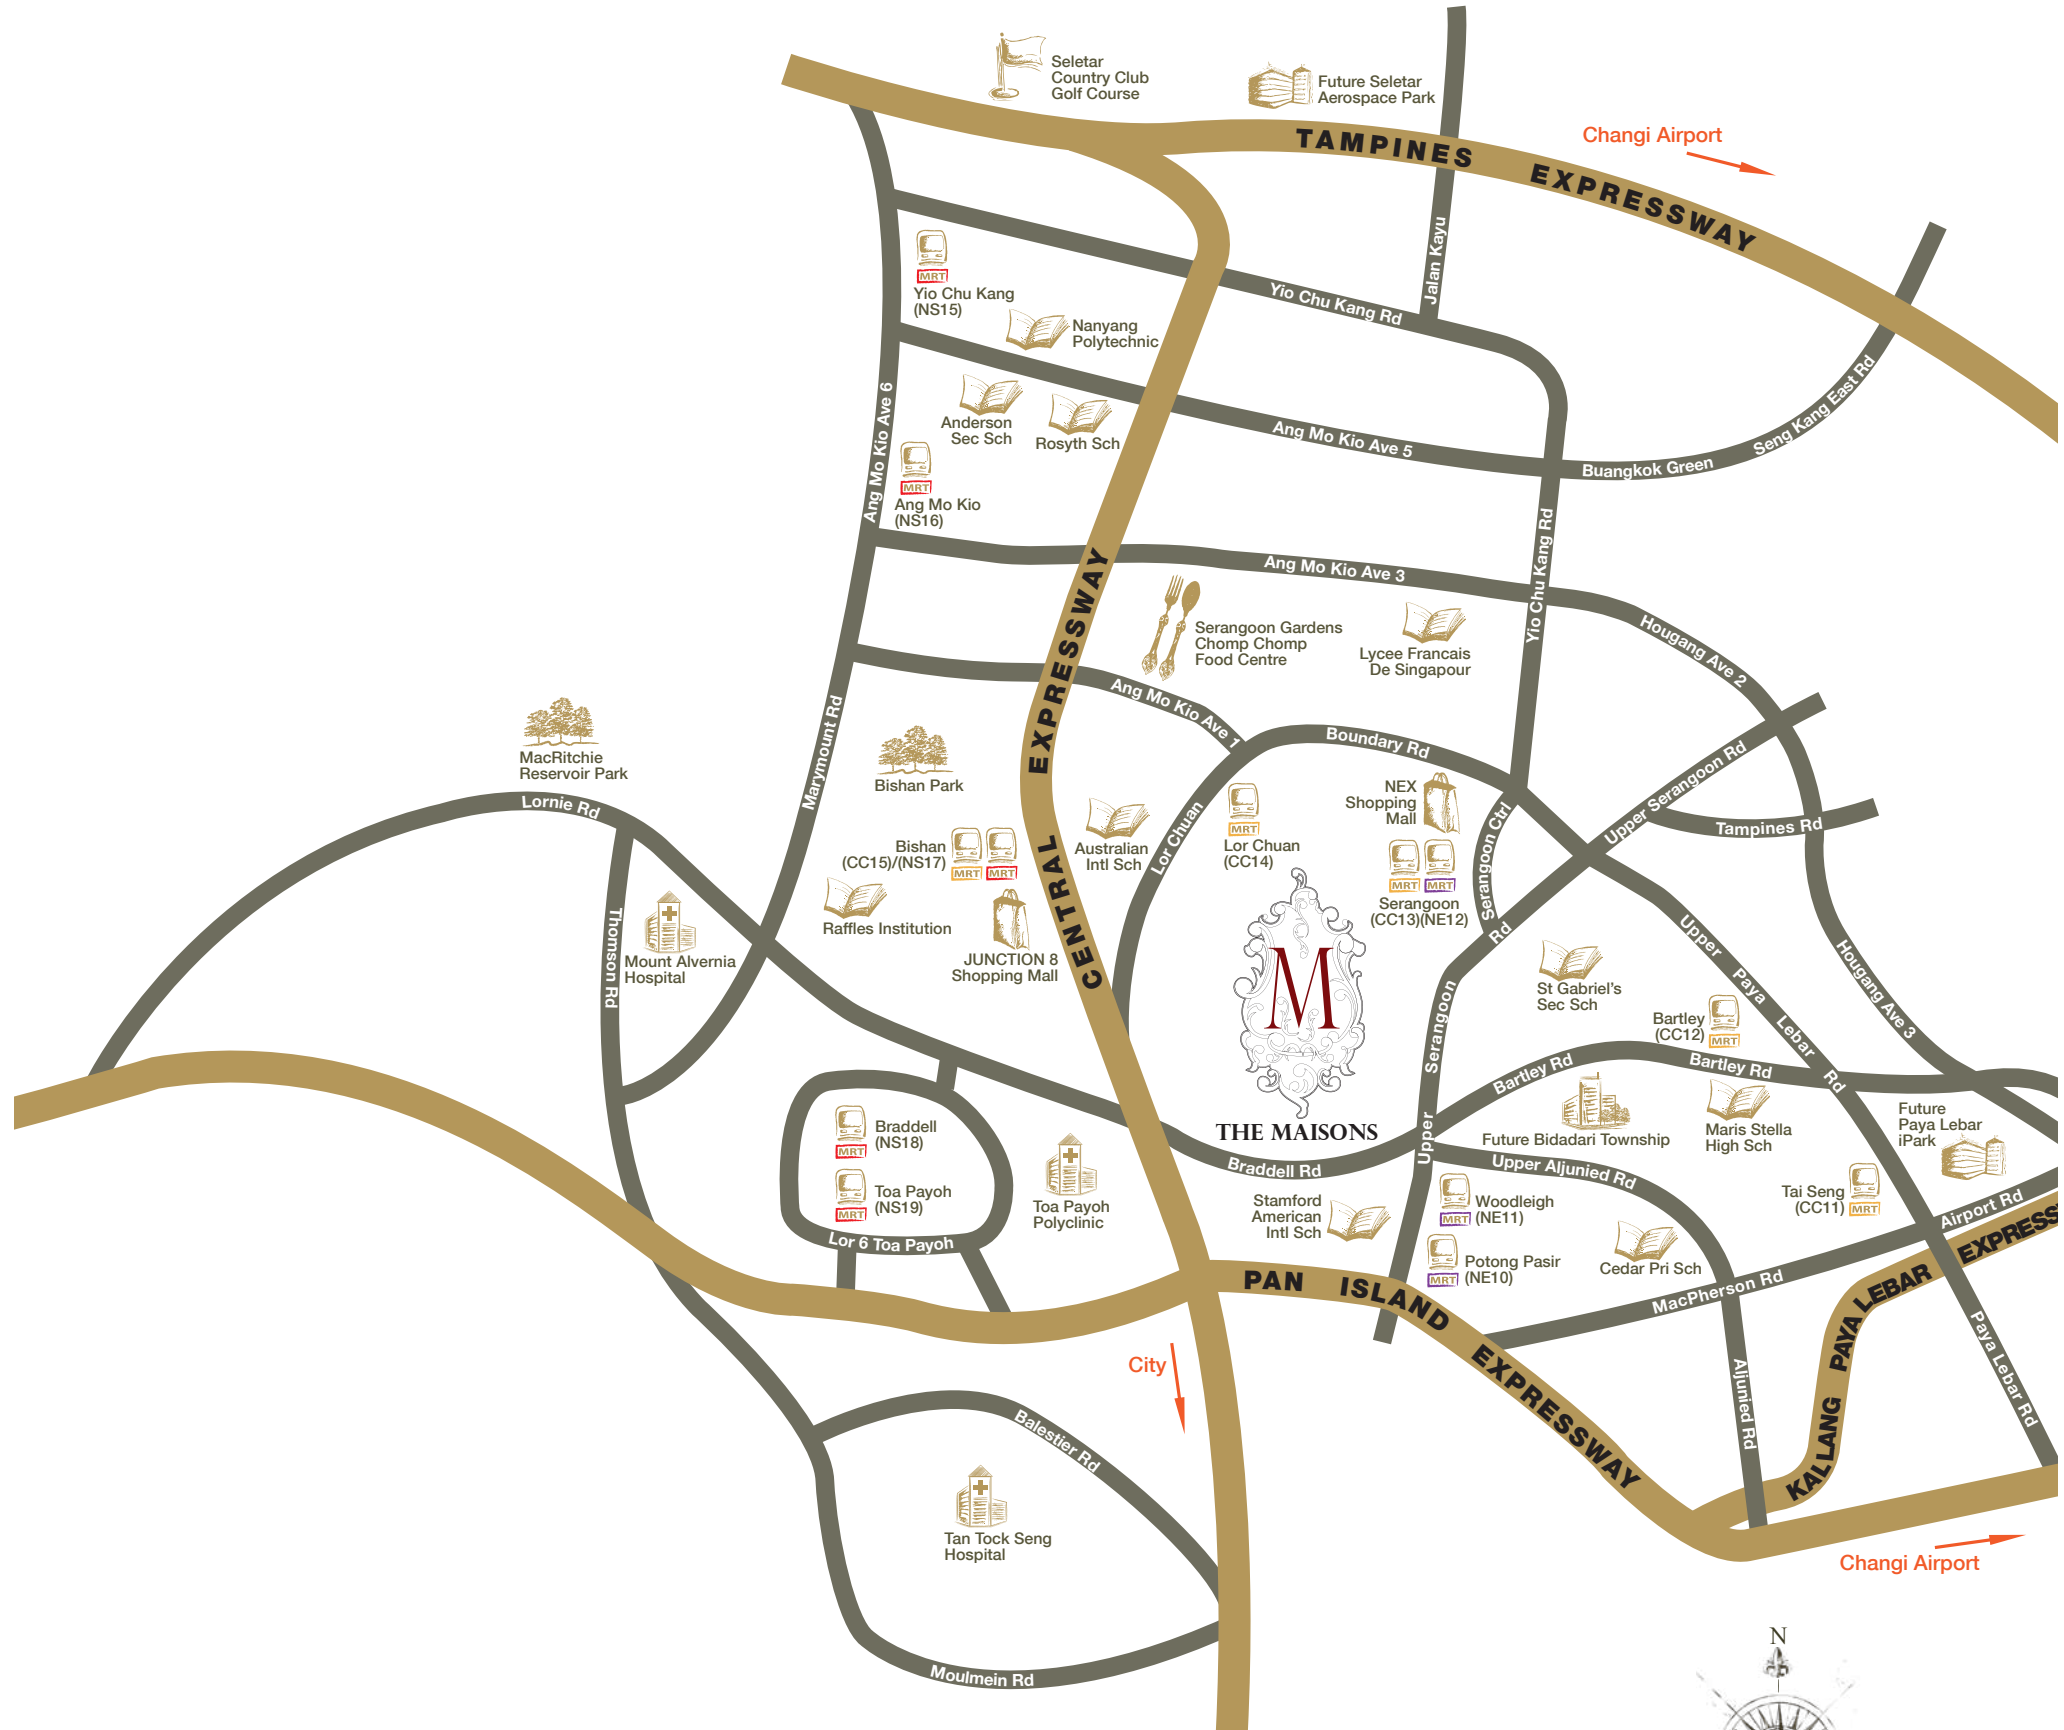 Seletar
Country Club
Golf Course
Future Seletar
Aerospace Park
TAMPINES EXPRESSWAY
Changi Airport
Jalan Kayu
MRT
Yio Chu Kang
(NS15)
Yio Chu Kang Rd
Nanyang
Polytechnic
Ang Mo Kio Ave 6
Anderson
Sec Sch
Rosyth Sch
Ang Mo Kio Ave 5
Buangkok Green
Seng Kang East Rd
MRT
Ang Mo Kio
(NS16)
Yio Chu Kang Rd
Ang Mo Kio Ave 3
Hougang Ave 2
Serangoon Gardens
Chomp Chomp
Food Centre
Lycee Francais
De Singapour
CENTRAL EXPRESSWAY
Ang Mo Kio Ave 1
Boundary Rd
Marymount Rd
MacRitchie
Reservoir Park
Lornie Rd
Bishan Park
NEX
Shopping
Mall
Upper Serangoon Rd
Tampines Rd
Bishan
(CC15)/(NS17)
MRT
MRT
Australian
Intl Sch
Lor Chuan
MRT
Lor Chuan
(CC14)
Serangoon Ctrl
MRT
MRT
Serangoon
(CC13)(NE12)
Raffles Institution
JUNCTION 8
Shopping Mall
Thomson Rd
Mount Alvernia
Hospital
M
THE MAISONS
Upper Serangoon Rd
St Gabriel's
Sec Sch
Upper Paya Lebar Rd
Hougang Ave 3
Bartley
(CC12)
MRT
Bartley Rd
Bartley Rd
Future Bidadari Township
Maris Stella
High Sch
Future
Paya Lebar
iPark
MRT
Braddell
(NS18)
MRT
Toa Payoh
(NS19)
Lor 6 Toa Payoh
Toa Payoh
Polyclinic
Braddell Rd
Upper Aljunied Rd
Stamford
American
Intl Sch
MRT
Woodleigh
(NE11)
MRT
Potong Pasir
(NE10)
Cedar Pri Sch
Tai Seng
(CC11)
MRT
Airport Rd
MacPherson Rd
PAN ISLAND EXPRESSWAY
KALLANG PAYA LEBAR EXPRESS
Aljunied Rd
Paya Lebar Rd
City
Balestier Rd
Tan Tock Seng
Hospital
Changi Airport
Moulmein Rd
N